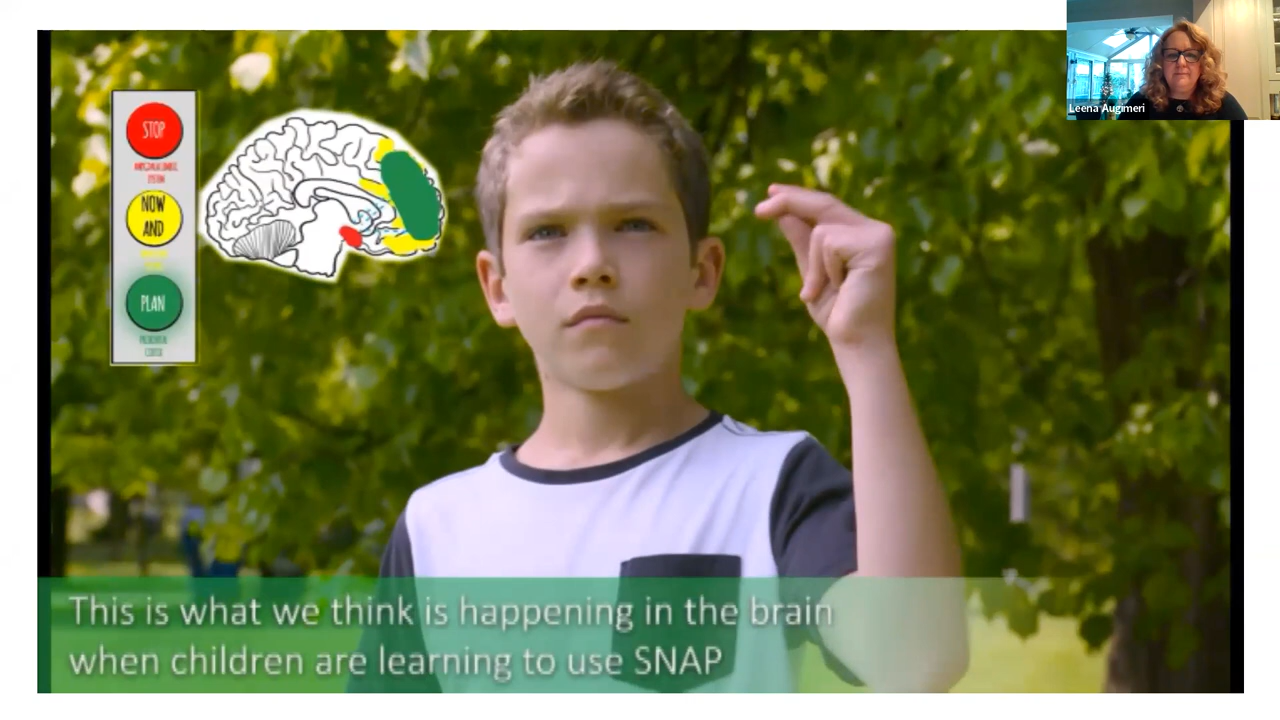 Leena Augimeri
STOP
NOW
AND
PLAN
This is what we think is happening in the brain
when children are learning to use SNAP